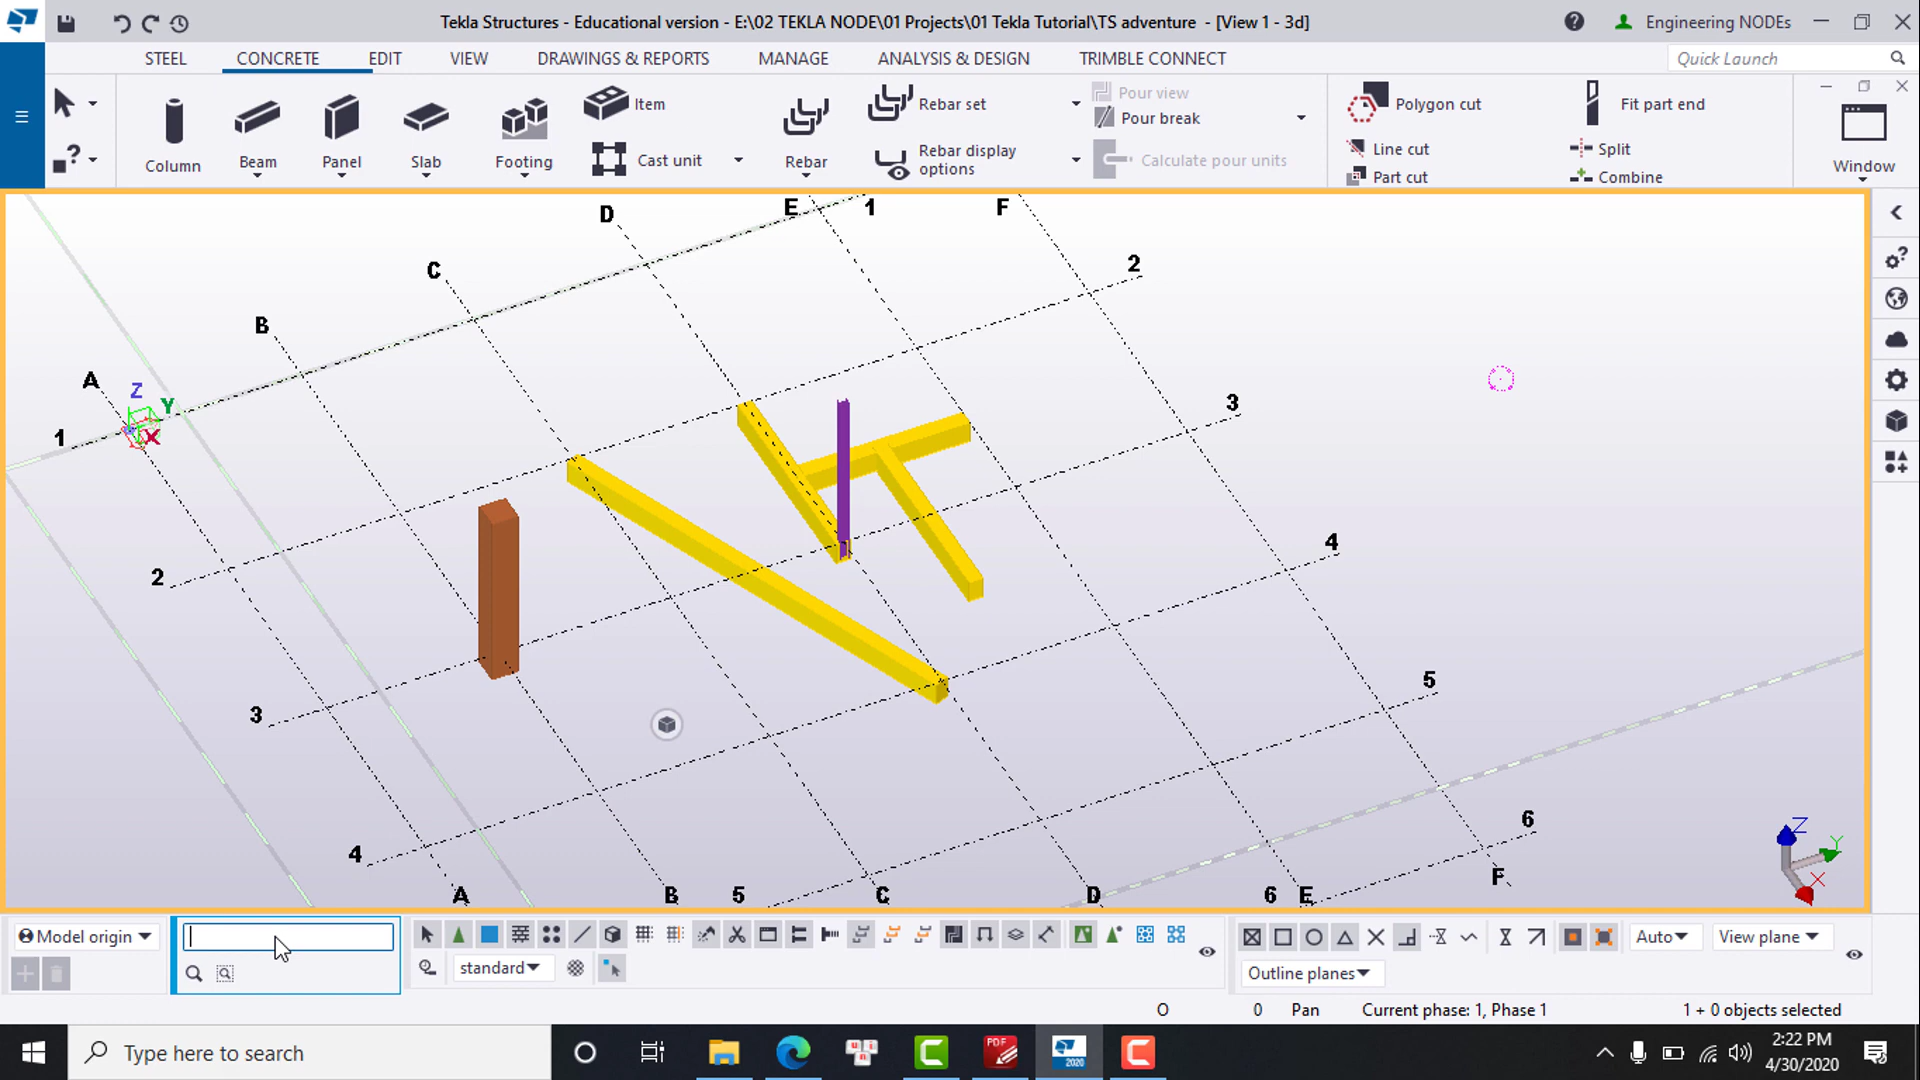 Tekla Structures - Educational version - E:\02 TEKLA NODE\01 Projects\01 Tekla Tutorial\TS adventure - [View 1 - 3d]
Engineering NODEs
STEEL CONCRETE EDIT VIEW DRAWINGS & REPORTS MANAGE ANALYSIS & DESIGN TRIMBLE CONNECT
Quick Launch
Column
Beam
Panel
Slab
Footing
Item
Cast unit
Rebar
Rebar set
Rebar display
options
Pour view
Pour break
Calculate pour units
Polygon cut
Line cut
Part cut
Fit part end
Split
Combine
Window
D E 1 F
C 2
B
A Z Y 3
X
1
4
2
5
3
6
4
A B 5 C D 6 E F
Z Y X
Model origin
standard
Auto
View plane
Outline planes
O 0 Pan Current phase: 1, Phase 1 1 + 0 objects selected
Type here to search
PDF
2020
2:22 PM
4/30/2020